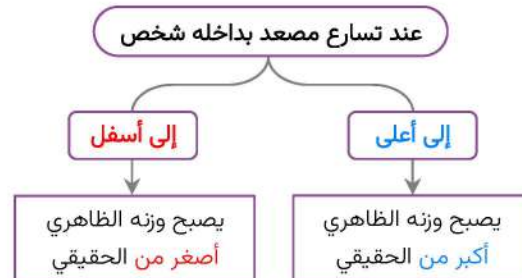 عند تسارع مصعد بداخله شخص
إلى أعلى
إلى أسفل
يصبح وزنه الظاهري
أكبر من الحقيقي
يصبح وزنه الظاهري
أصغر من الحقيقي